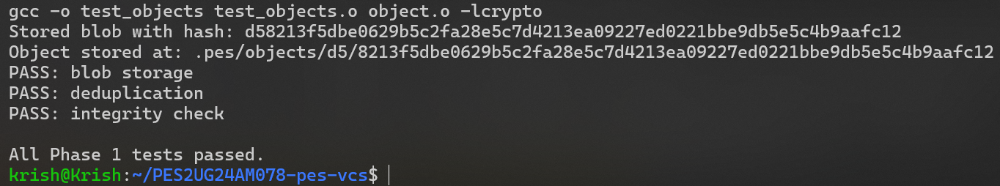 gcc -o test_objects test_objects.o object.o -lcrypto
Stored blob with hash: d58213f5dbe0629b5c2fa28e5c7d4213ea09227ed0221bbe9db5e5c4b9aafc12
Object stored at: .pes/objects/d5/8213f5dbe0629b5c2fa28e5c7d4213ea09227ed0221bbe9db5e5c4b9aafc12
PASS: blob storage
PASS: deduplication
PASS: integrity check
All Phase 1 tests passed.
krish@Krish:~/PES2UG24AM078-pes-vcs$